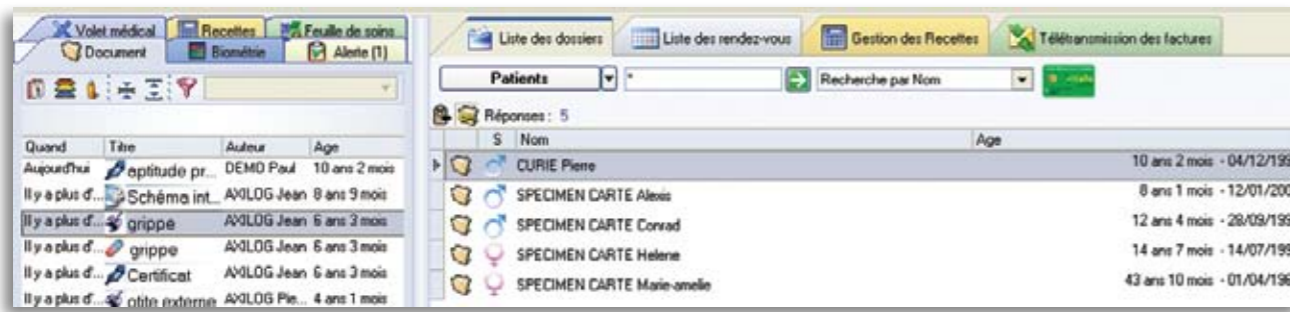 Volet médical Recettes Feuille de soins
Document Biométrie Alerte (1)
Quand Titre Auteur Age
Aujourd'hui aptitude pr... DEMO Paul 10 ans 2 mois
Il y a plus d'... Schéma int... AXILOG Jean 8 ans 9 mois
Il y a plus d'... grippe AXILOG Jean 6 ans 3 mois
Il y a plus d'... grippe AXILOG Jean 6 ans 3 mois
Il y a plus d'... Certificat AXILOG Jean 6 ans 3 mois
Il y a plus d'... otite externe AXILOG Pie... 4 ans 1 mois
Liste des dossiers Liste des rendez-vous Gestion des Recettes Télétransmission des factures
Patients * Recherche par Nom
Réponses : 5
S Nom Age
CURIE Pierre 10 ans 2 mois - 04/12/199
SPECIMEN CARTE Alexis 8 ans 1 mois - 12/01/200
SPECIMEN CARTE Conrad 12 ans 4 mois - 28/09/199
SPECIMEN CARTE Helene 14 ans 7 mois - 14/07/199
SPECIMEN CARTE Marie-amelie 43 ans 10 mois - 01/04/196